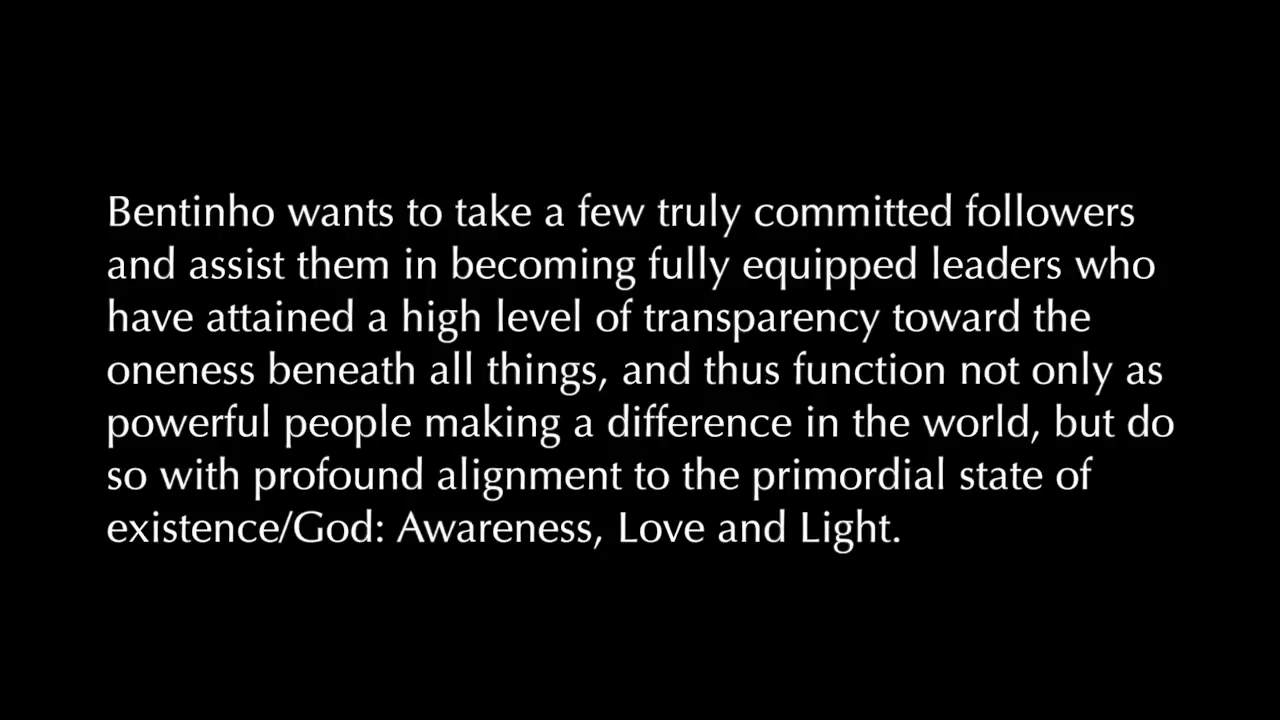 Bentinho wants to take a few truly committed followers
and assist them in becoming fully equipped leaders who
have attained a high level of transparency toward the
oneness beneath all things, and thus function not only as
powerful people making a difference in the world, but do
so with profound alignment to the primordial state of
existence/God: Awareness, Love and Light.